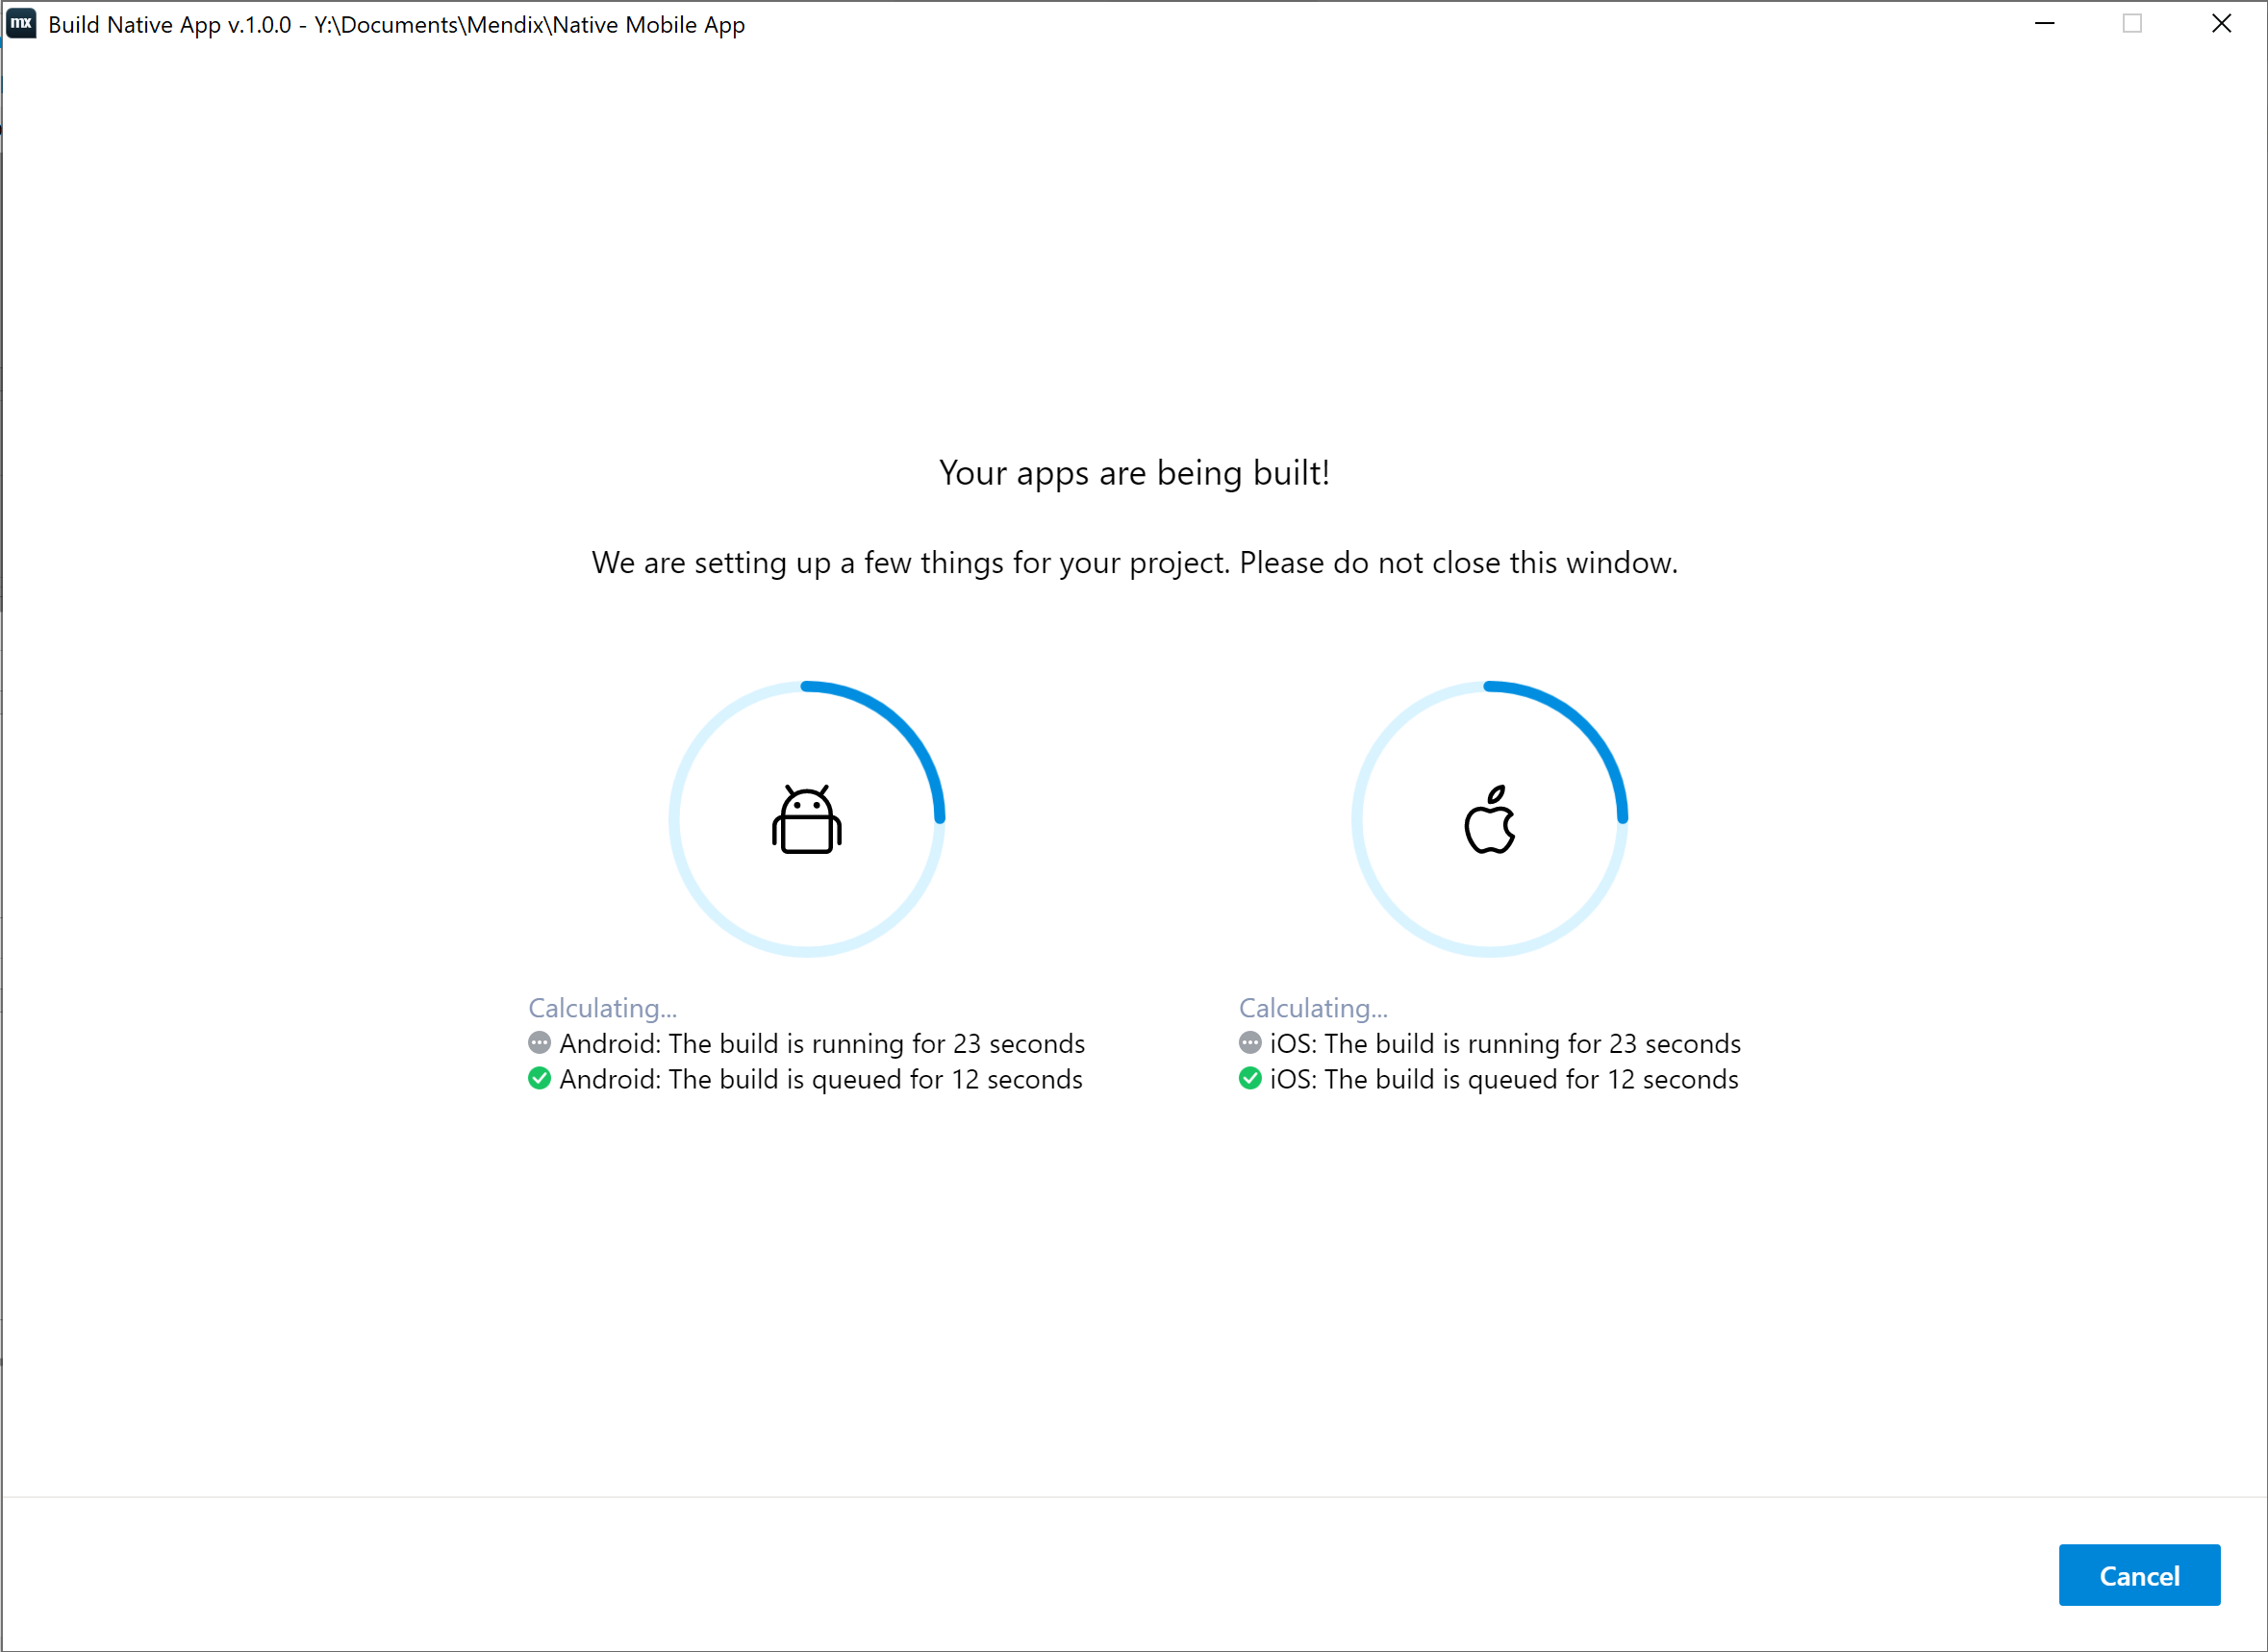 mx
Build Native App v.1.0.0 - Y:\Documents\Mendix\Native Mobile App
Your apps are being built!
We are setting up a few things for your project. Please do not close this window.
Calculating...
Android: The build is running for 23 seconds
Android: The build is queued for 12 seconds
Calculating...
iOS: The build is running for 23 seconds
iOS: The build is queued for 12 seconds
Cancel